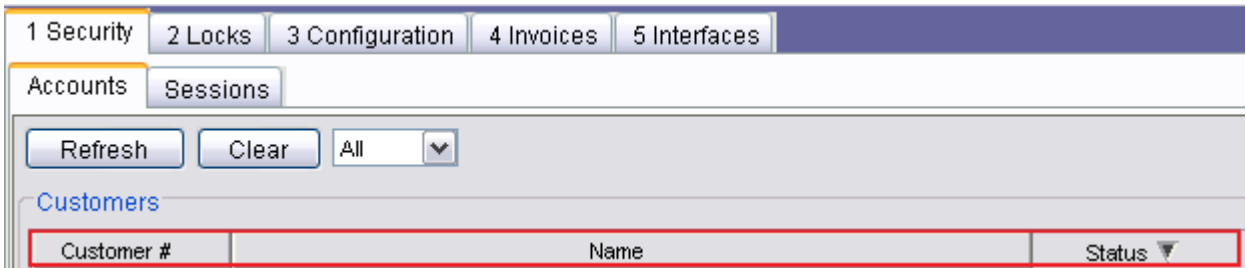 1 Security 2 Locks 3 Configuration 4 Invoices 5 Interfaces
Accounts Sessions
Refresh Clear All
Customers
Customer # Name Status